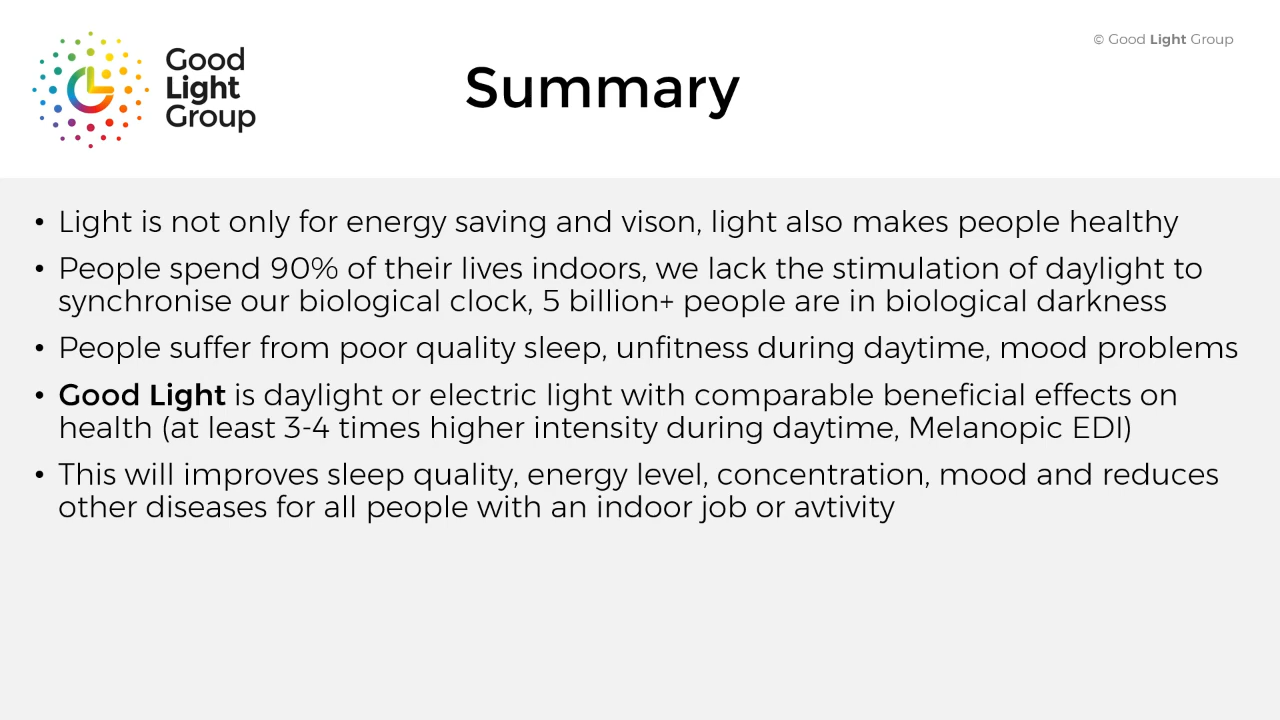 Good
Light
Group
© Good Light Group
Summary
• Light is not only for energy saving and vison, light also makes people healthy
• People spend 90% of their lives indoors, we lack the stimulation of daylight to
synchronise our biological clock, 5 billion+ people are in biological darkness
• People suffer from poor quality sleep, unfitness during daytime, mood problems
• Good Light is daylight or electric light with comparable beneficial effects on
health (at least 3-4 times higher intensity during daytime, Melanopic EDI)
• This will improves sleep quality, energy level, concentration, mood and reduces
other diseases for all people with an indoor job or avtivity